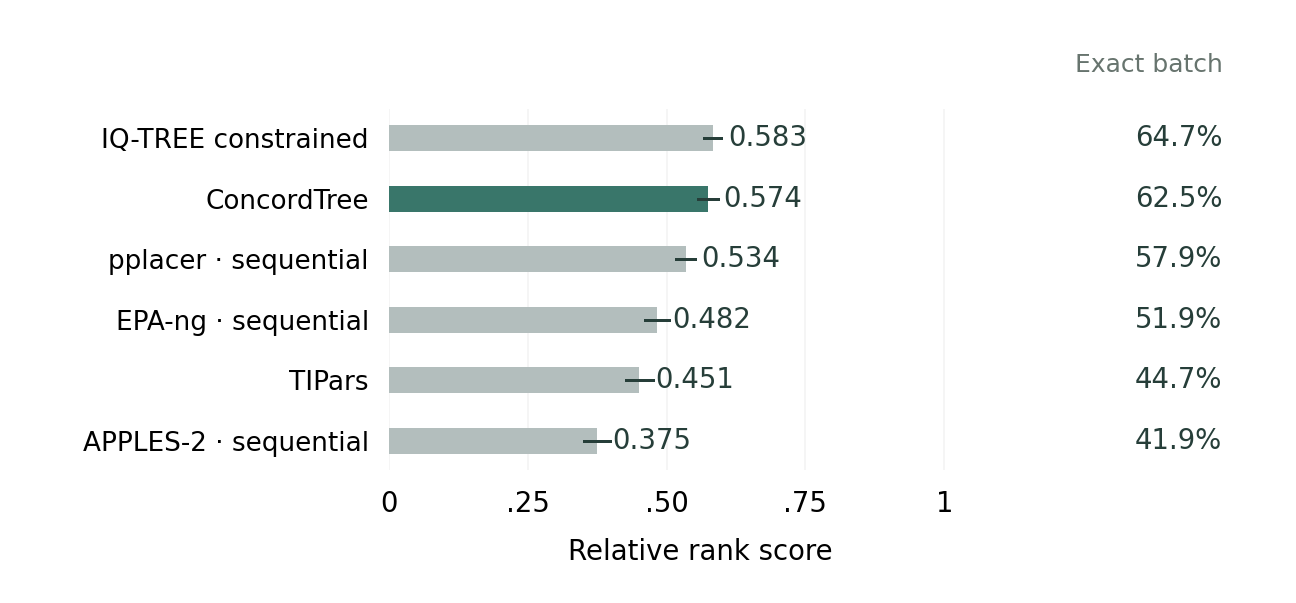 Exact batch
IQ-TREE constrained 0.583 64.7%
ConcordTree 0.574 62.5%
pplacer · sequential 0.534 57.9%
EPA-ng · sequential 0.482 51.9%
TIPars 0.451 44.7%
APPLES-2 · sequential 0.375 41.9%
0 .25 .50 .75 1
Relative rank score